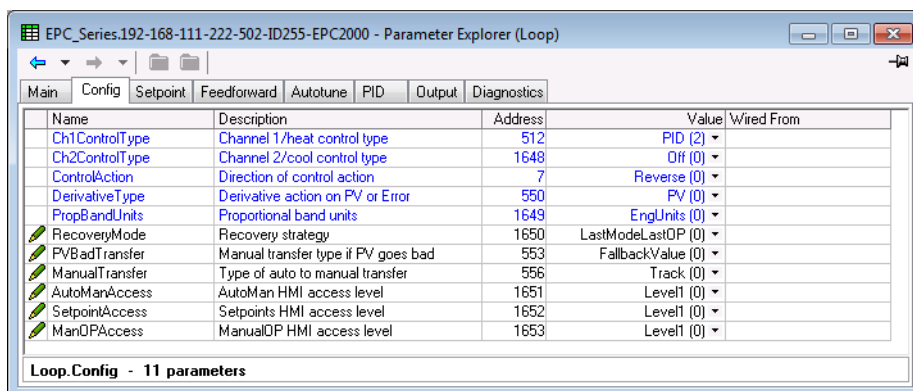 EPC_Series.192-168-111-222-502-ID255-EPC2000 - Parameter Explorer (Loop)
Main Config Setpoint Feedforward Autotune PID Output Diagnostics
Name Description Address Value Wired From
Ch1ControlType Channel 1/heat control type 512 PID (2)
Ch2ControlType Channel 2/cool control type 1648 Off (0)
ControlAction Direction of control action 7 Reverse (0)
DerivativeType Derivative action on PV or Error 550 PV (0)
PropBandUnits Proportional band units 1649 EngUnits (0)
RecoveryMode Recovery strategy 1650 LastModeLastOP (0)
PVBadTransfer Manual transfer type if PV goes bad 553 FallbackValue (0)
ManualTransfer Type of auto to manual transfer 556 Track (0)
AutoManAccess AutoMan HMI access level 1651 Level1 (0)
SetpointAccess Setpoints HMI access level 1652 Level1 (0)
ManOPAccess ManualOP HMI access level 1653 Level1 (0)
Loop.Config - 11 parameters